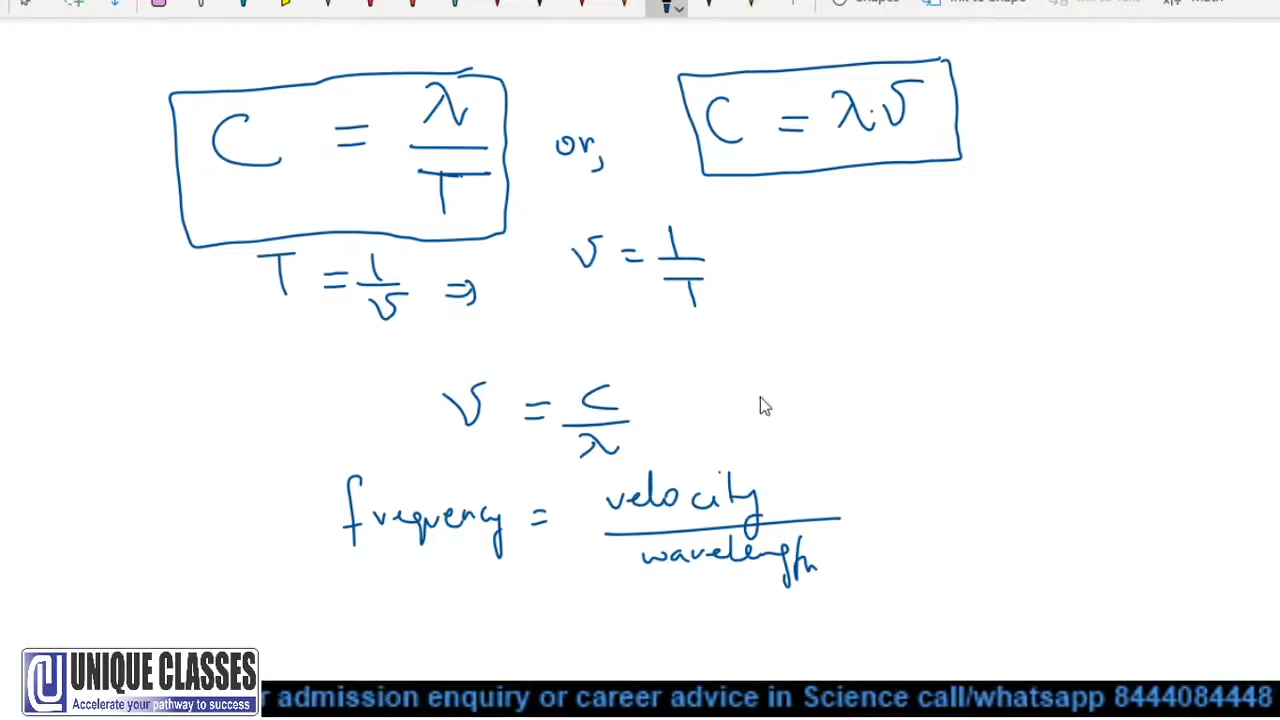 C = λ/T or, C = λ.ν
T = 1/ν ⇒ ν = 1/T
ν = c/λ
frequency = velocity/wavelength
UNIQUE CLASSES
Accelerate your pathway to success
r admission enquiry or career advice in Science call/whatsapp 8444084448